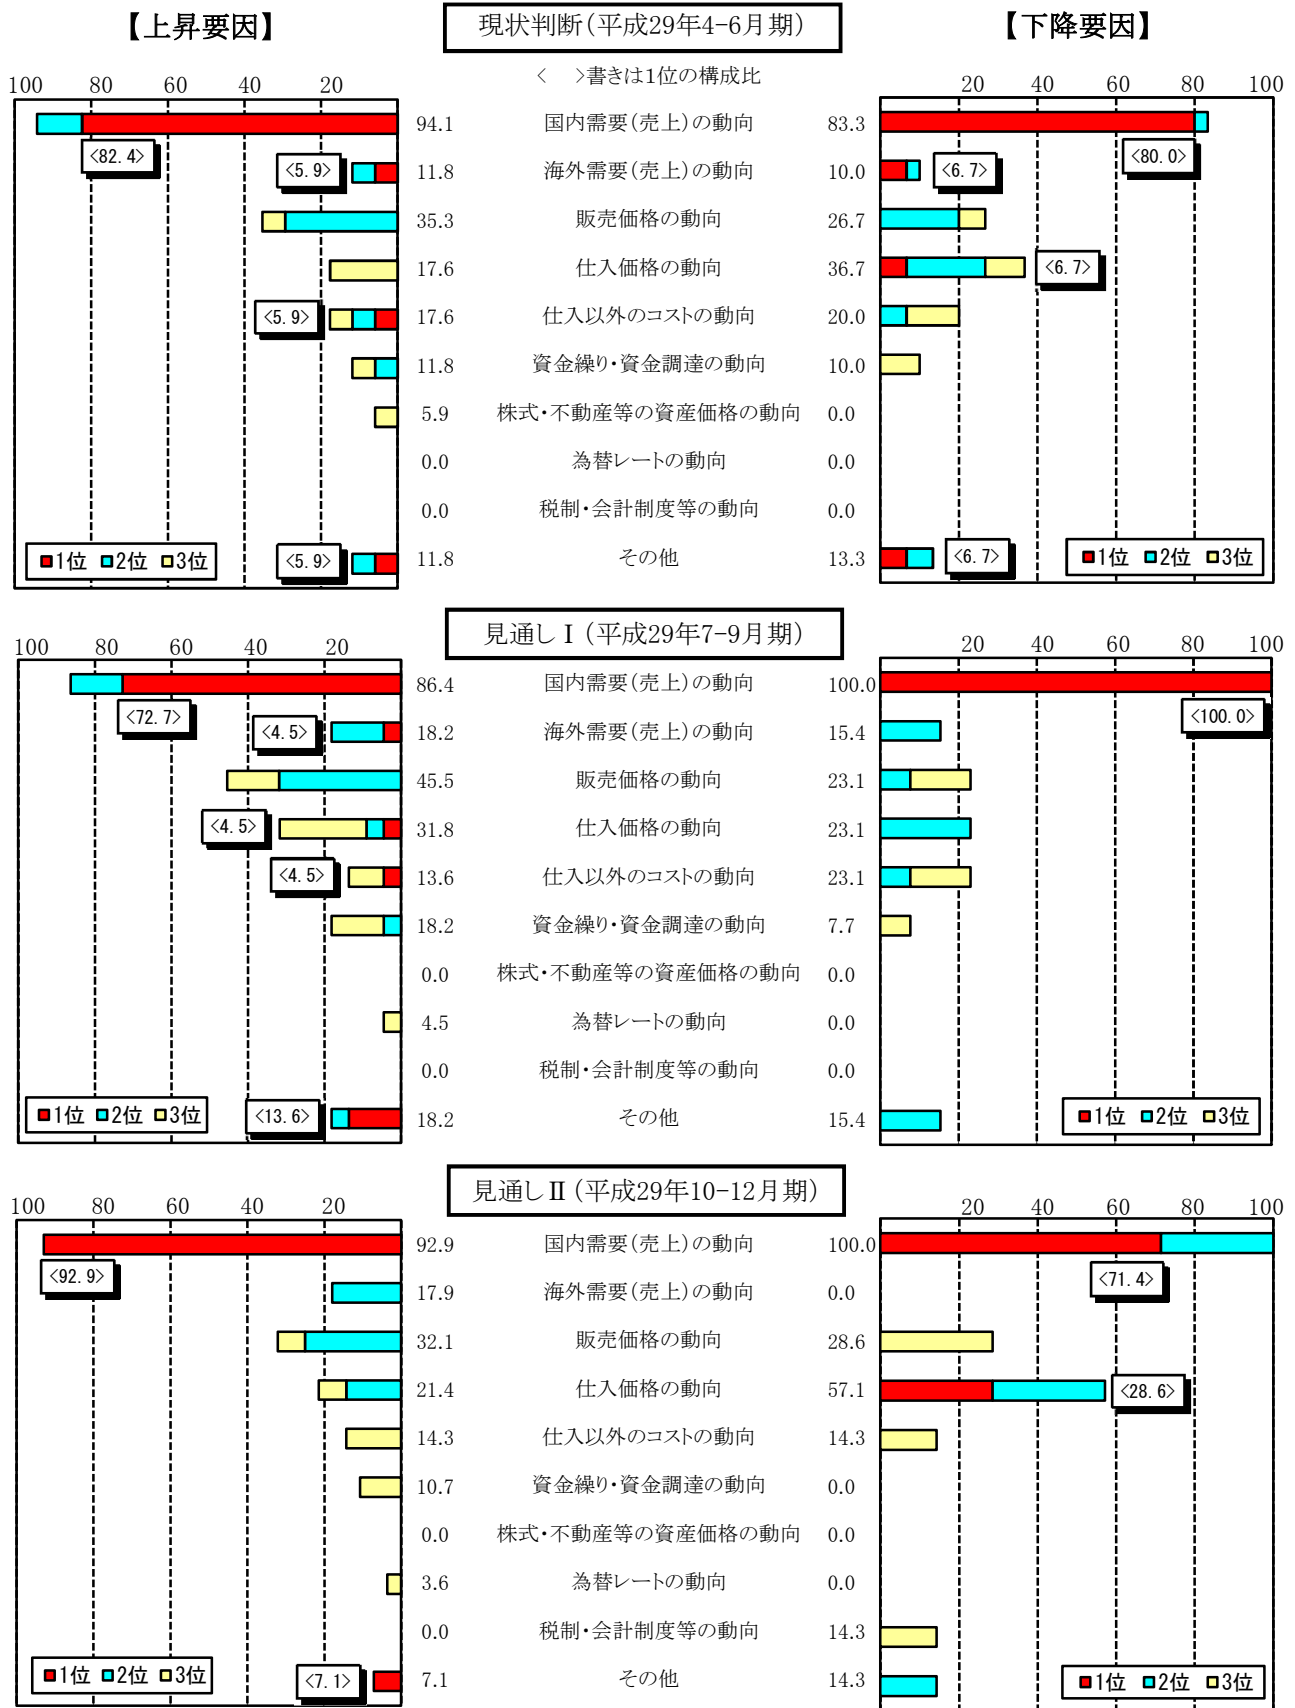 【上昇要因】 現状判断(平成29年4-6月期) 【下降要因】
< >書きは1位の構成比
100 80 60 40 20 20 40 60 80 100
94.1 国内需要(売上)の動向 83.3
<82.4> <80.0>
<5.9> 11.8 海外需要(売上)の動向 10.0 <6.7>
35.3 販売価格の動向 26.7
17.6 仕入価格の動向 36.7 <6.7>
<5.9> 17.6 仕入以外のコストの動向 20.0
11.8 資金繰り・資金調達の動向 10.0
5.9 株式・不動産等の資産価格の動向 0.0
0.0 為替レートの動向 0.0
0.0 税制・会計制度等の動向 0.0
■1位 ■2位 ■3位 <5.9> 11.8 その他 13.3 <6.7> ■1位 ■2位 ■3位
見通しⅠ(平成29年7-9月期)
100 80 60 40 20 20 40 60 80 100
86.4 国内需要(売上)の動向 100.0
<72.7> <100.0>
<4.5> 18.2 海外需要(売上)の動向 15.4
45.5 販売価格の動向 23.1
<4.5> 31.8 仕入価格の動向 23.1
<4.5> 13.6 仕入以外のコストの動向 23.1
18.2 資金繰り・資金調達の動向 7.7
0.0 株式・不動産等の資産価格の動向 0.0
4.5 為替レートの動向 0.0
0.0 税制・会計制度等の動向 0.0
■1位 ■2位 ■3位 <13.6> 18.2 その他 15.4 ■1位 ■2位 ■3位
見通しⅡ(平成29年10-12月期)
100 80 60 40 20 20 40 60 80 100
92.9 国内需要(売上)の動向 100.0
<92.9> <71.4>
17.9 海外需要(売上)の動向 0.0
32.1 販売価格の動向 28.6
21.4 仕入価格の動向 57.1 <28.6>
14.3 仕入以外のコストの動向 14.3
10.7 資金繰り・資金調達の動向 0.0
0.0 株式・不動産等の資産価格の動向 0.0
3.6 為替レートの動向 0.0
0.0 税制・会計制度等の動向 14.3
■1位 ■2位 ■3位 <7.1> 7.1 その他 14.3 ■1位 ■2位 ■3位